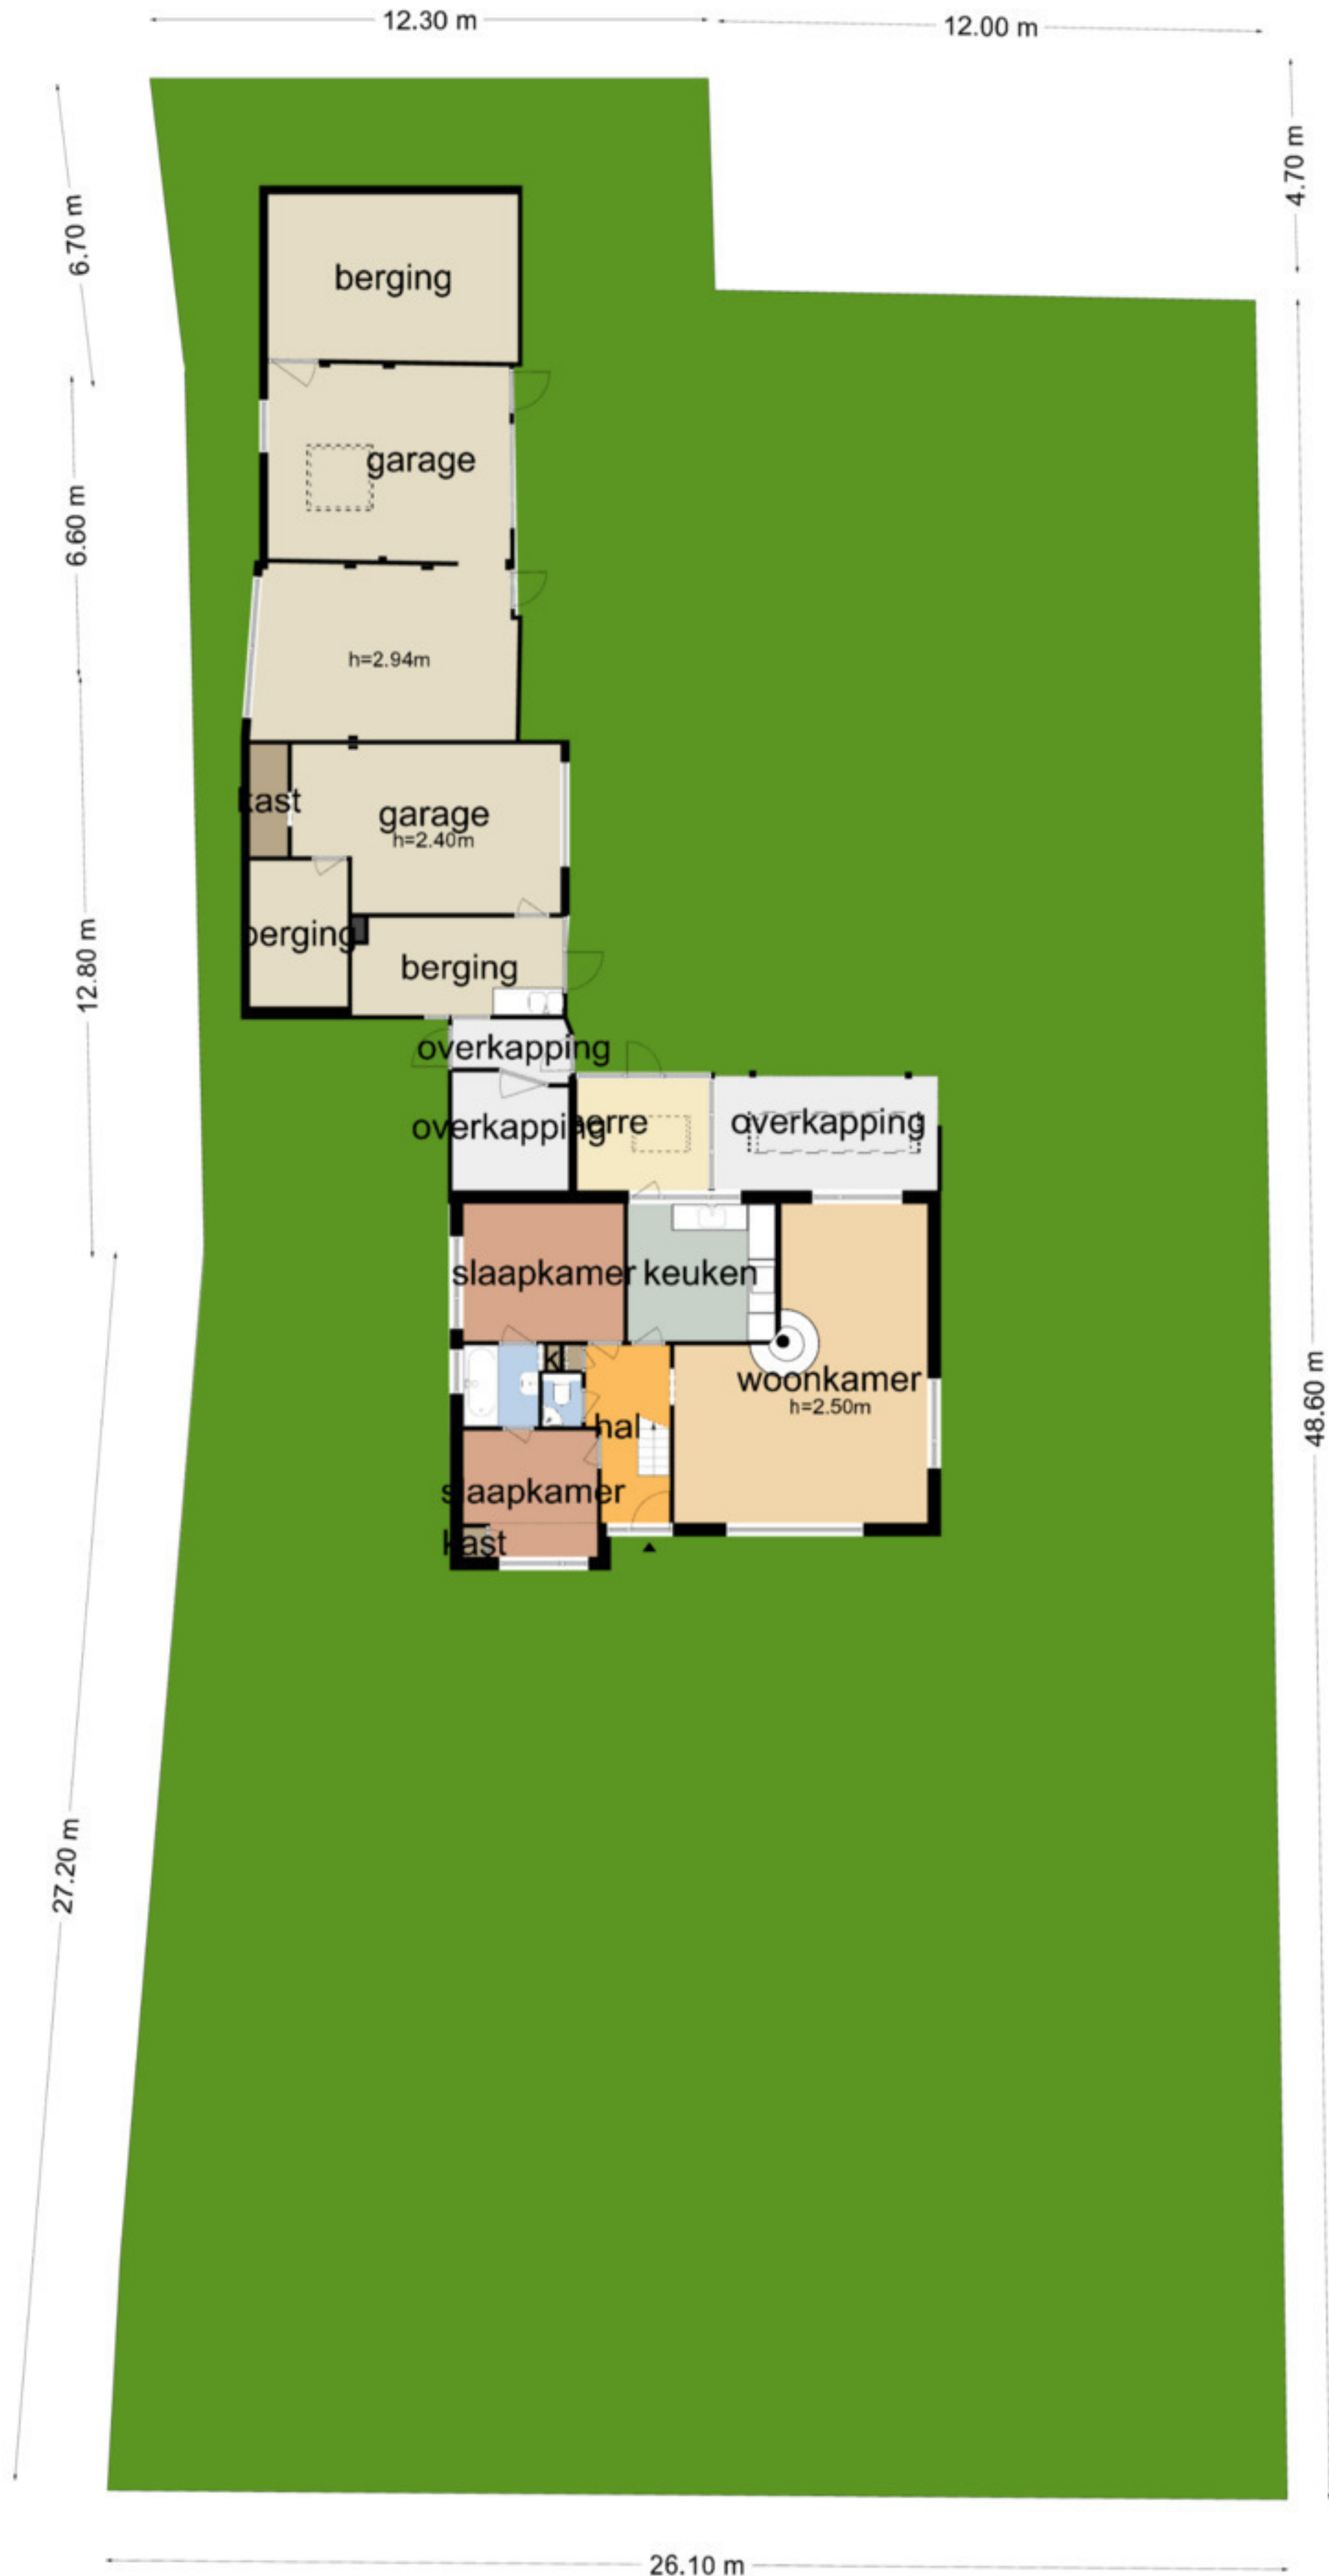 12.30 m
12.00 m
4.70 m
6.70 m
berging
garage
6.60 m
h=2.94m
kast
garage
h=2.40m
berging
berging
12.80 m
overkapping
overkapping
overkapping
slaapkamer
keuken
k
woonkamer
h=2.50m
hal
48.60 m
slaapkamer
kast
27.20 m
26.10 m